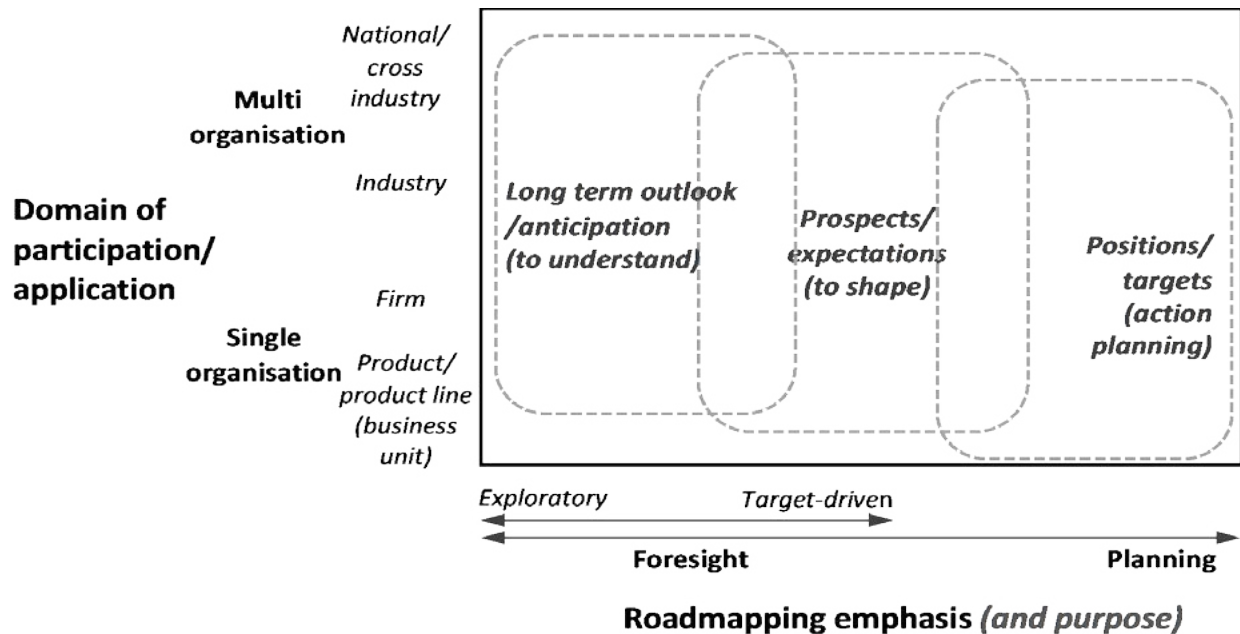 National/
cross
industry
Multi
organisation
Industry
Domain of
participation/
application
Firm
Single
organisation
Product/
product line
(business
unit)
Long term outlook
/anticipation
(to understand)
Prospects/
expectations
(to shape)
Positions/
targets
(action
planning)
Exploratory
Target-driven
Foresight
Planning
Roadmapping emphasis (and purpose)